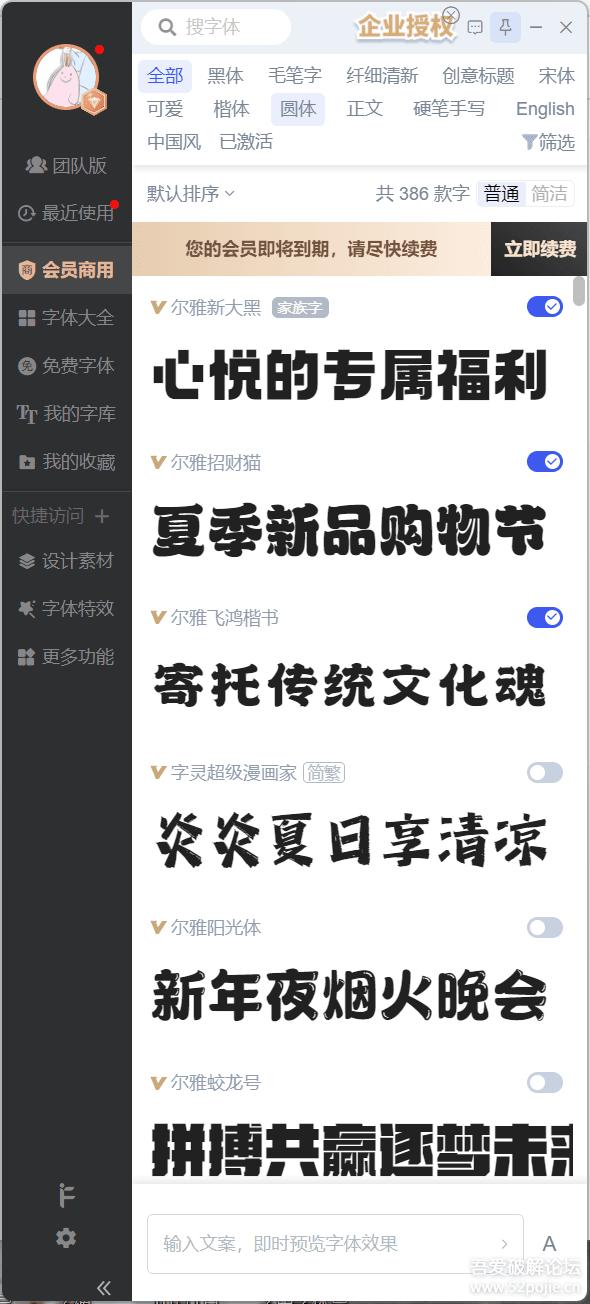 搜字体
企业授权
团队版
最近使用
商 会员商用
字体大全
免 免费字体
TT 我的字库
我的收藏
快捷访问 +
设计素材
字体特效
更多功能
全部 黑体 毛笔字 纤细清新 创意标题 宋体
可爱 楷体 圆体 正文 硬笔手写 English
中国风 已激活 筛选
默认排序 共 386 款字 普通 简洁
您的会员即将到期，请尽快续费 立即续费
尔雅新大黑 家族字
心悦的专属福利
尔雅招财猫
夏季新品购物节
尔雅飞鸿楷书
寄托传统文化魂
字灵超级漫画家 简繁
炎炎夏日享清凉
尔雅阳光体
新年夜烟火晚会
尔雅蛟龙号
拼搏共赢逐梦未来
输入文案，即时预览字体效果 A
吾爱破解论坛
www.52pojie.cn